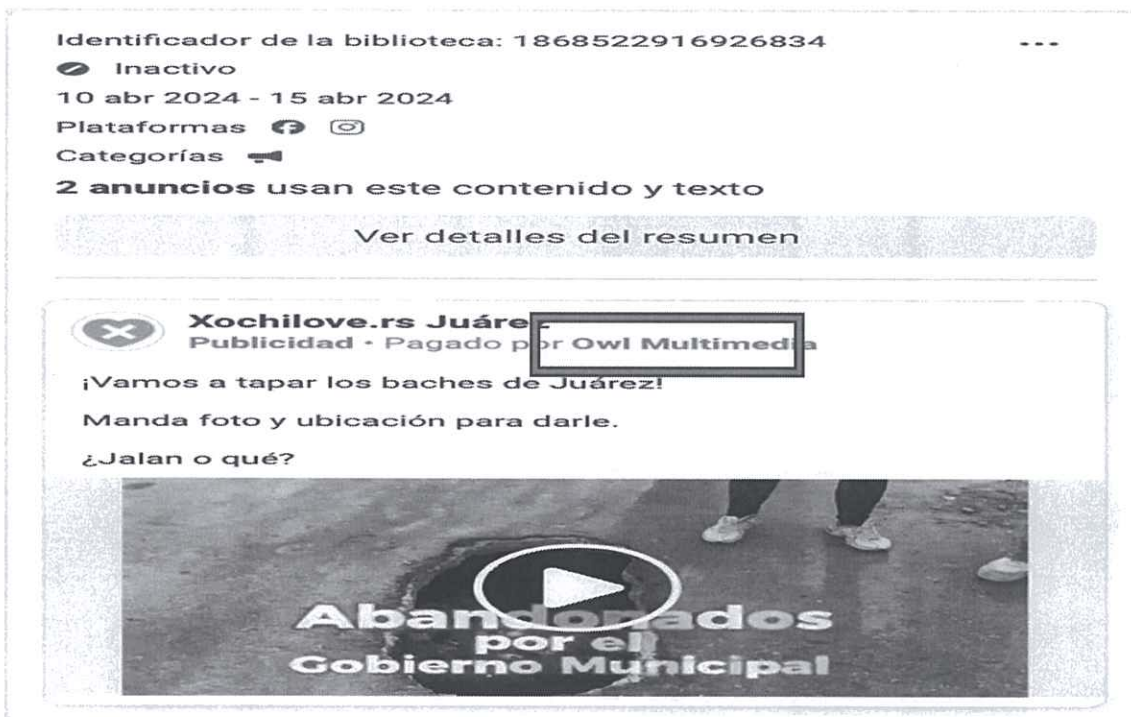 Identificador de la biblioteca: 1868522916926834
Inactivo
10 abr 2024 - 15 abr 2024
Plataformas
Categorías
2 anuncios usan este contenido y texto
Ver detalles del resumen
Xochilove.rs Juárez
Publicidad • Pagado por Owl Multimedia
¡Vamos a tapar los baches de Juárez!
Manda foto y ubicación para darle.
¿Jalan o qué?
Abandonados
por el
Gobierno Municipal